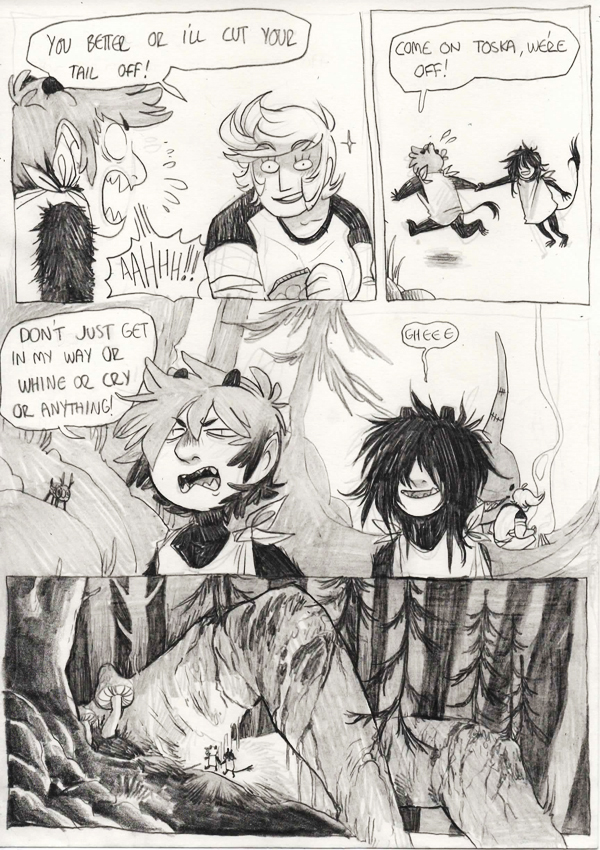 YOU BETTER OR I'LL CUT YOUR
TAIL OFF!
AAHHH!!!
COME ON TOSKA, WE'RE
OFF!
DON'T JUST GET
IN MY WAY OR
WHINE OR CRY
OR ANYTHING!
GHEEE